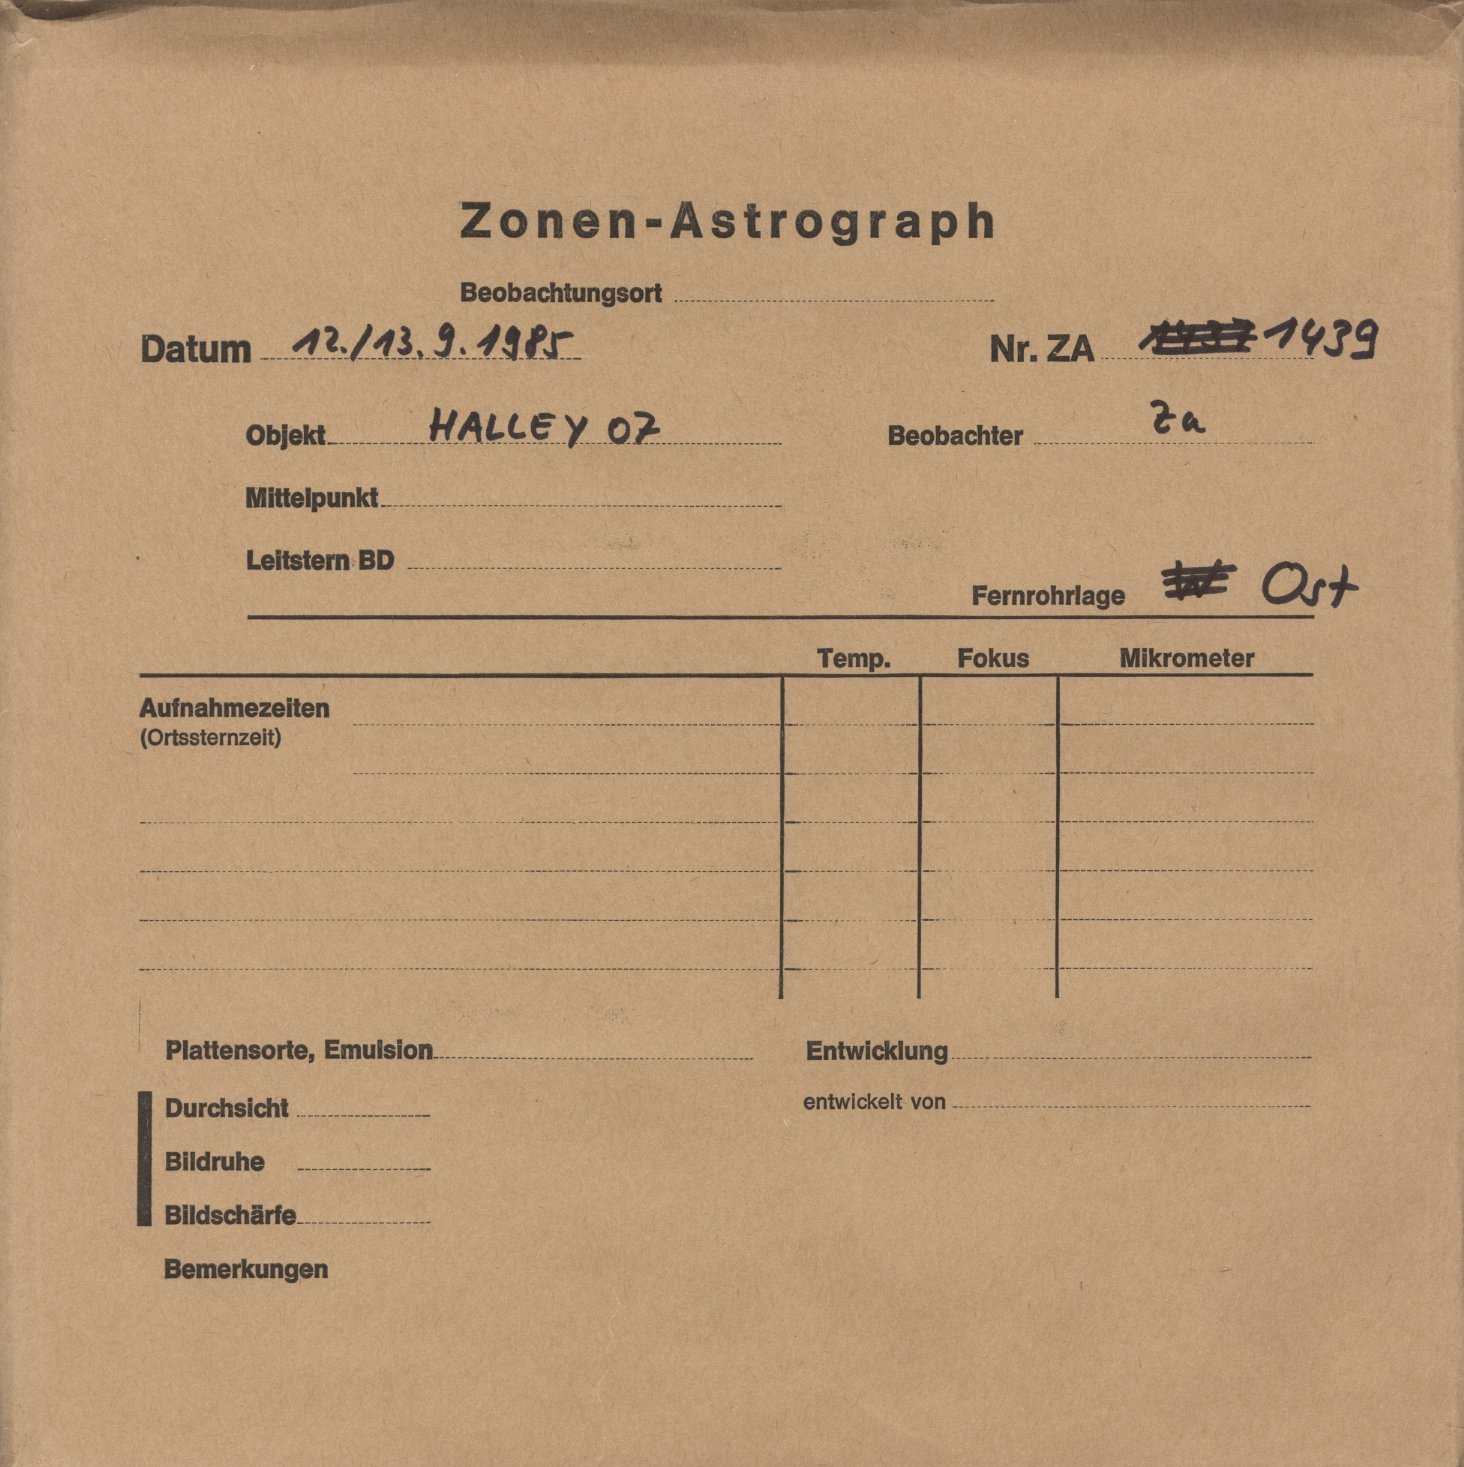 Zonen-Astrograph
Beobachtungsort
Datum 12./13.9.1985 Nr. ZA 1437 1439
Objekt HALLEY 07 Beobachter Za
Mittelpunkt
Leitstern BD
Fernrohrlage W Ost
Temp. Fokus Mikrometer
Aufnahmezeiten
(Ortssternzeit)
Plattensorte, Emulsion Entwicklung
Durchsicht entwickelt von
Bildruhe
Bildschärfe
Bemerkungen